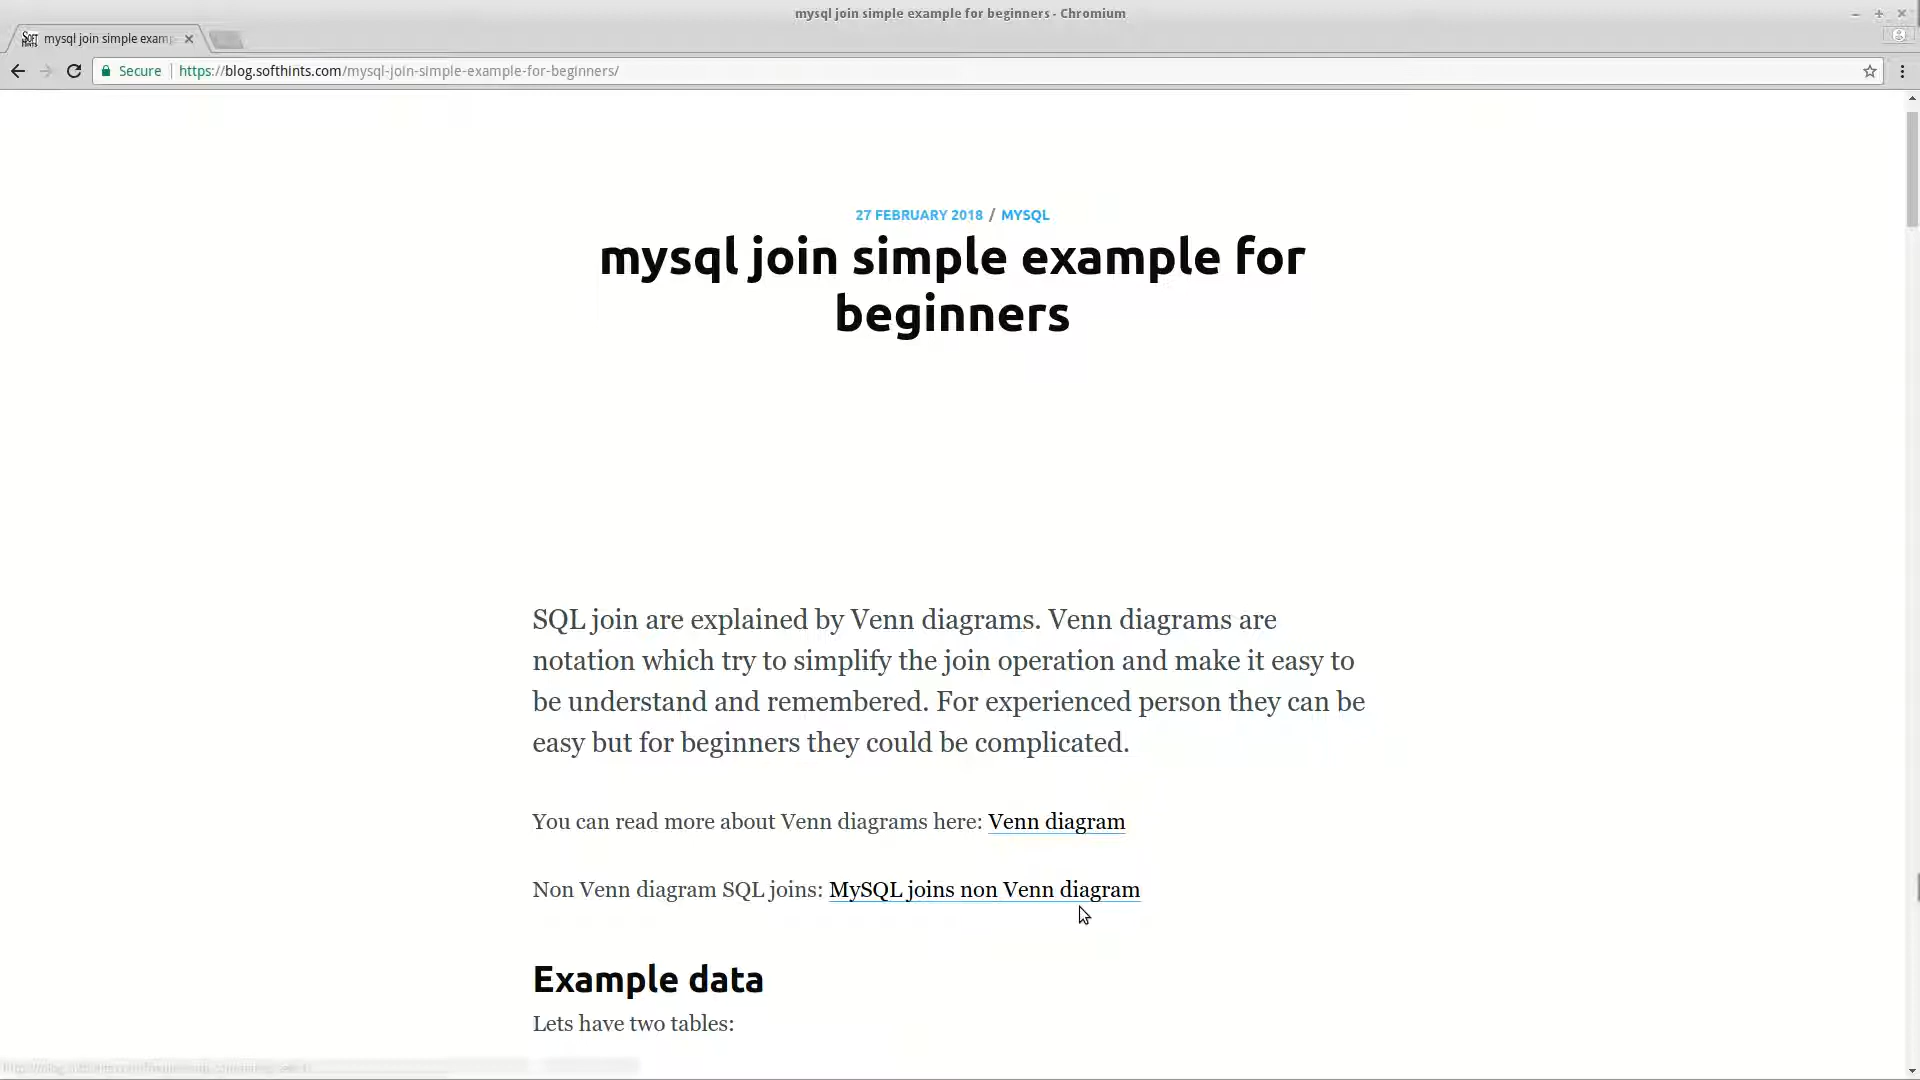 mysql join simple example for beginners - Chromium
SOFT HINTS mysql join simple examp
Secure | https://blog.softhints.com/mysql-join-simple-example-for-beginners/
27 FEBRUARY 2018 / MYSQL
mysql join simple example for
beginners
SQL join are explained by Venn diagrams. Venn diagrams are
notation which try to simplify the join operation and make it easy to
be understand and remembered. For experienced person they can be
easy but for beginners they could be complicated.
You can read more about Venn diagrams here: Venn diagram
Non Venn diagram SQL joins: MySQL joins non Venn diagram
Example data
Lets have two tables: